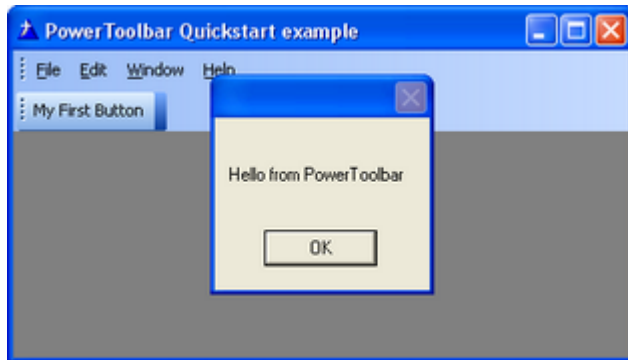 PowerToolbar Quickstart example
File Edit Window Help
My First Button
Hello from PowerToolbar
OK